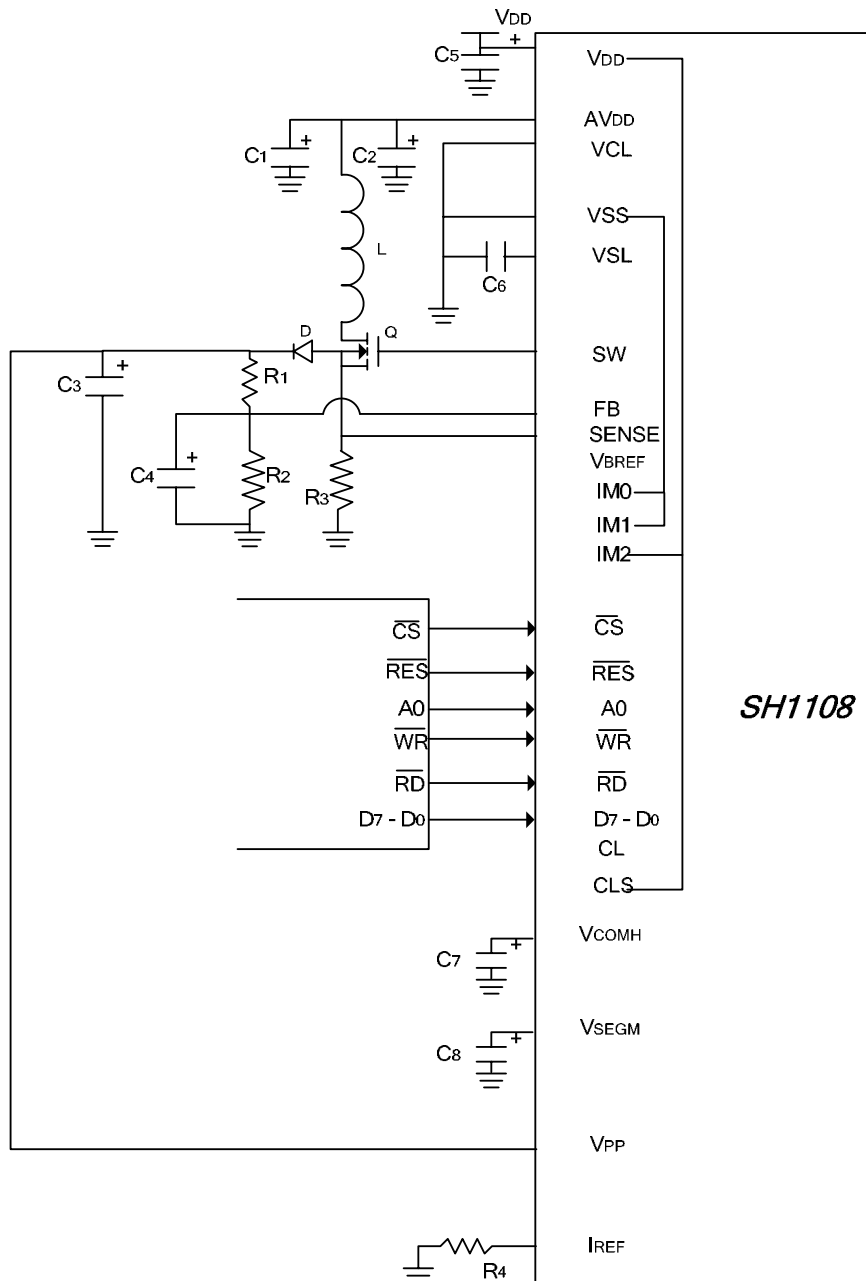 VDD
C5
+
VDD
AVDD
C1
+
C2
+
VCL
VSS
L
VSL
C6
D
Q
SW
C3
+
R1
FB
SENSE
C4
+
R2
R3
VBREF
IM0
IM1
IM2
CS
CS
RES
RES
A0
A0
SH1108
WR
WR
RD
RD
D7 - D0
D7 - D0
CL
CLS
C7
+
VCOMH
C8
+
VSEGM
VPP
IREF
R4